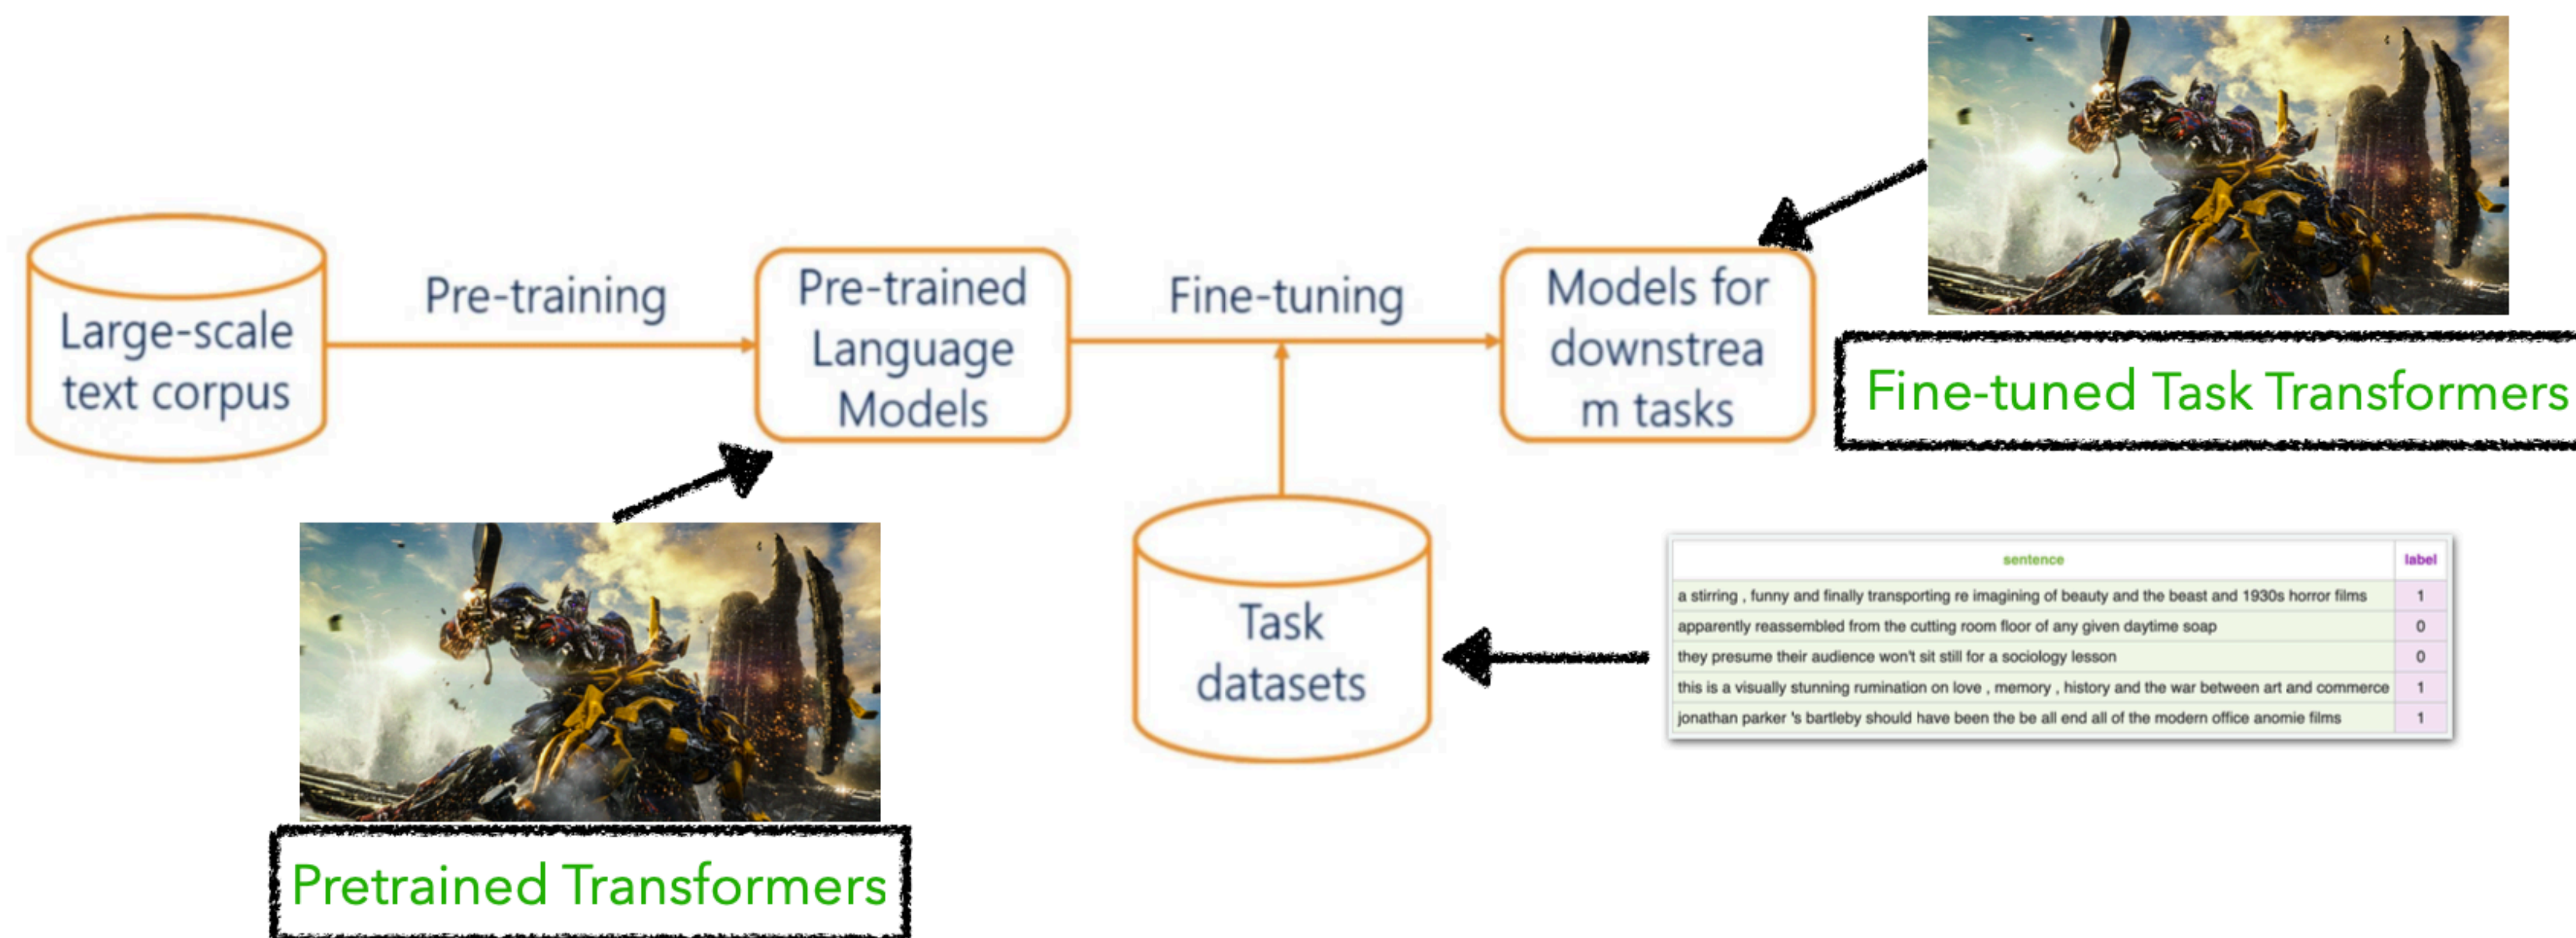 Large-scale
text corpus
Pre-training
Pre-trained
Language
Models
Fine-tuning
Models for
downstrea
m tasks
Fine-tuned Task Transformers
Task
datasets
sentence label
a stirring , funny and finally transporting re imagining of beauty and the beast and 1930s horror films 1
apparently reassembled from the cutting room floor of any given daytime soap 0
they presume their audience won't sit still for a sociology lesson 0
this is a visually stunning rumination on love , memory , history and the war between art and commerce 1
jonathan parker 's bartleby should have been the be all end all of the modern office anomie films 1
Pretrained Transformers